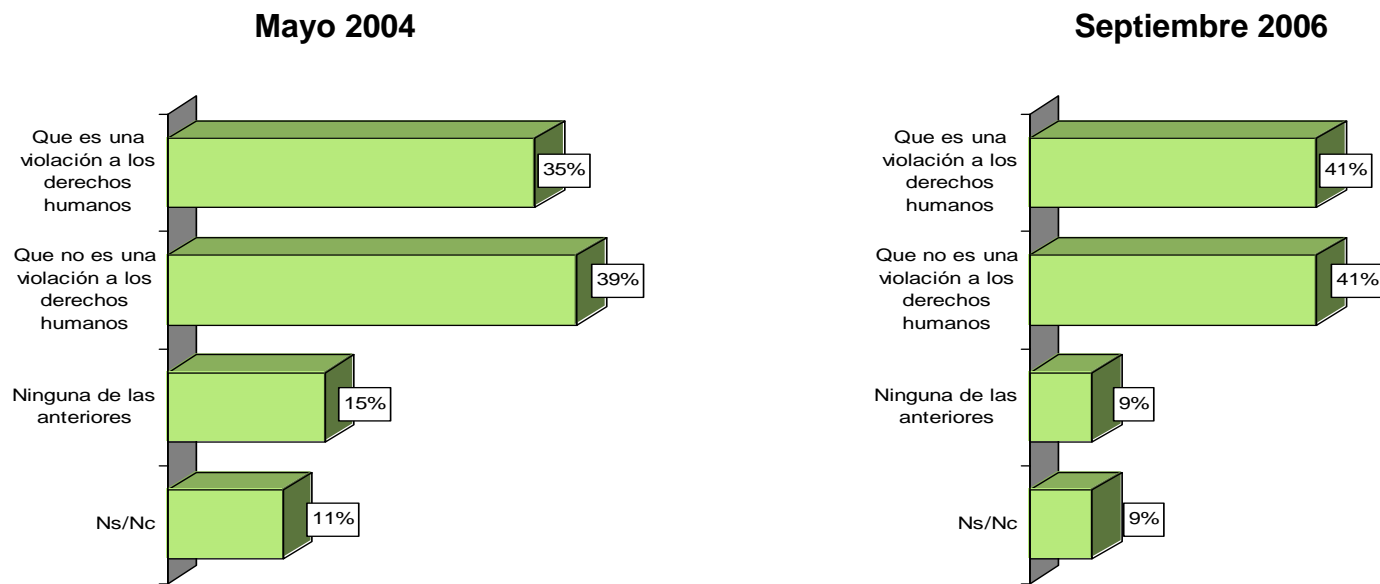 Mayo 2004
Que es una
violación a los
derechos
humanos
35%
Que no es una
violación a los
derechos
humanos
39%
Ninguna de las
anteriores
15%
Ns/Nc
11%
Septiembre 2006
Que es una
violación a los
derechos
humanos
41%
Que no es una
violación a los
derechos
humanos
41%
Ninguna de las
anteriores
9%
Ns/Nc
9%